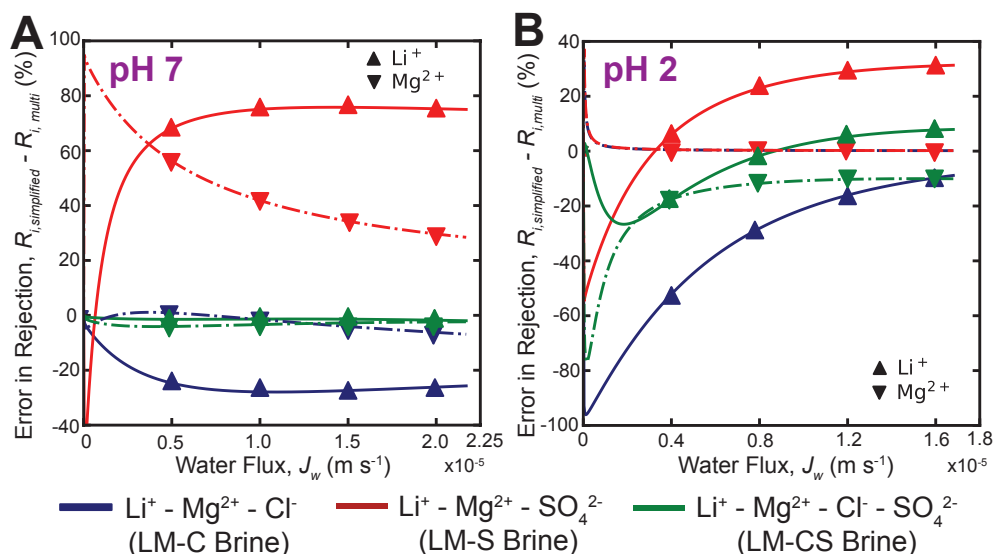 A
pH 7
Li⁺
Mg²⁺
Error in Rejection, R_{i,simplified} - R_{i,multi} (%)
100
80
60
40
20
0
-20
-40
0 0.5 1.0 1.5 2.0 2.25
Water Flux, J_w (m s⁻¹) x10⁻⁵
B
pH 2
Li⁺
Mg²⁺
Error in Rejection, R_{i,simplified} - R_{i,multi} (%)
40
20
0
-20
-40
-60
-80
-100
0 0.4 0.8 1.2 1.6 1.8
Water Flux, J_w (m s⁻¹) x10⁻⁵
Li⁺ - Mg²⁺ - Cl⁻
(LM-C Brine)
Li⁺ - Mg²⁺ - SO₄²⁻
(LM-S Brine)
Li⁺ - Mg²⁺ - Cl⁻ - SO₄²⁻
(LM-CS Brine)